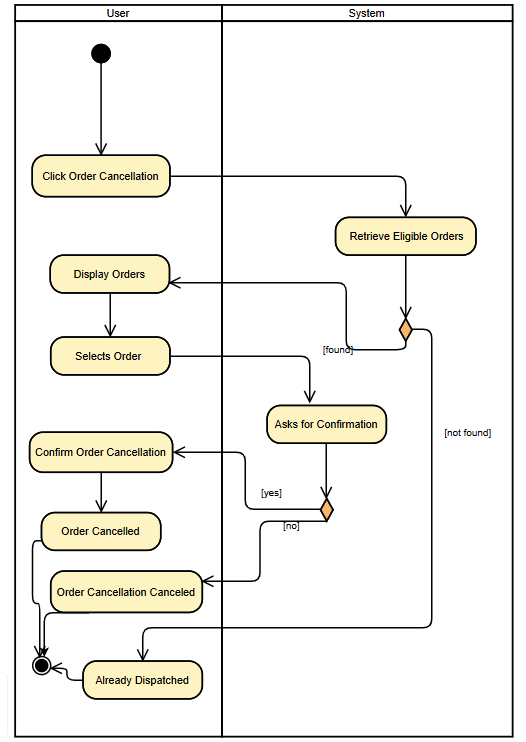 User
System
Click Order Cancellation
Retrieve Eligible Orders
Display Orders
[found]
Selects Order
Asks for Confirmation
[not found]
Confirm Order Cancellation
[yes]
[no]
Order Cancelled
Order Cancellation Canceled
Already Dispatched